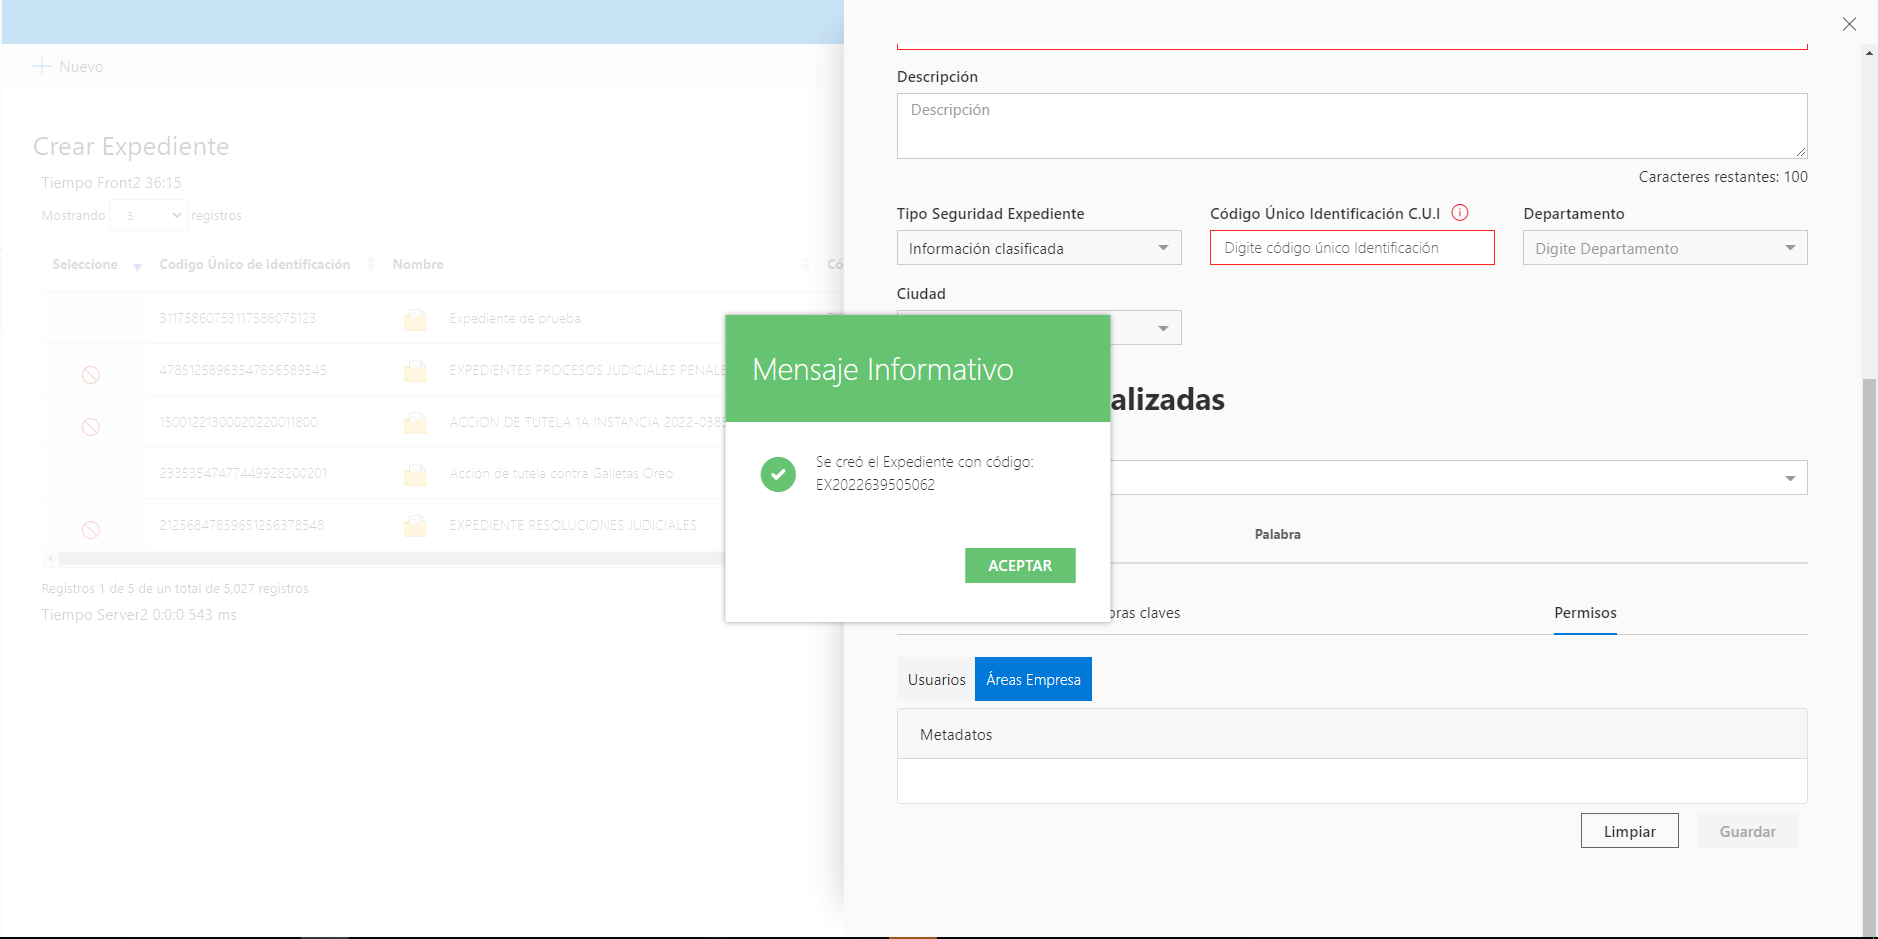 Nuevo
Crear Expediente
Tiempo Front2 36:15
Mostrando 5 registros
Seleccione Codigo Único de Identificación Nombre Có
31175860753117586075123 Expediente de prueba
47851258963547856589545 EXPEDIENTES PROCESOS JUDICIALES PENALE
15001221300020220011800 ACCION DE TUTELA 1A INSTANCIA 2022-038
23353547477449928200201 Acción de tutela contra Galletas Oreo
21256847859651256378548 EXPEDIENTE RESOLUCIONES JUDICIALES
Registros 1 de 5 de un total de 5,027 registros
Tiempo Server2 0:0:0 543 ms
Descripción
Descripción
Caracteres restantes: 100
Tipo Seguridad Expediente Código Único Identificación C.U.I Departamento
Información clasificada Digite código único Identificación Digite Departamento
Ciudad
alizadas
Palabra
bras claves Permisos
Usuarios Áreas Empresa
Metadatos
Limpiar Guardar
Mensaje Informativo
Se creó el Expediente con código:
EX2022639505062
ACEPTAR